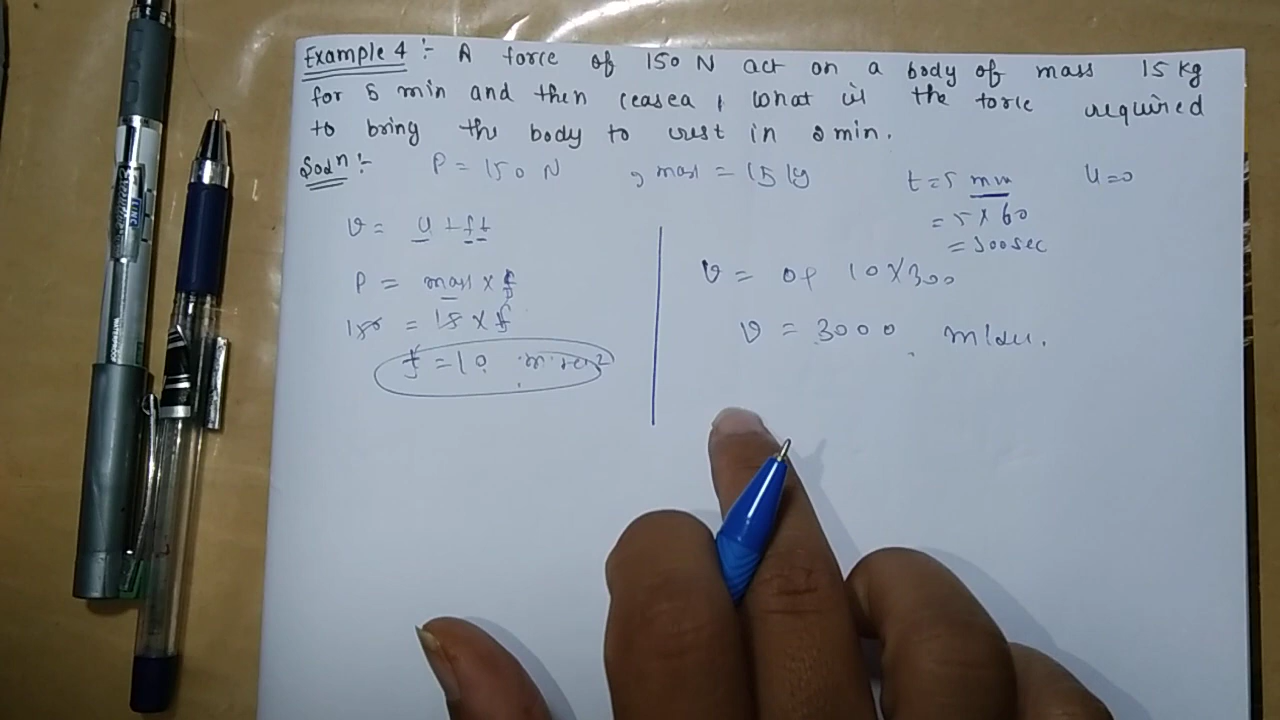 Example 4 :- A force of 150 N act on a body of mass 15 kg
for 5 min and then ceasea, what is the force required
to bring the body to rest in 2 min.
Soln :- P = 150 N , mass = 15 kg t = 5 min u=0
= 5 x 60
= 300 sec
v = u + ft
P = mass x f
150 = 15 x f
f = 10 m/sec2
v = 0 + 10 x 300
v = 3000 m/sec.